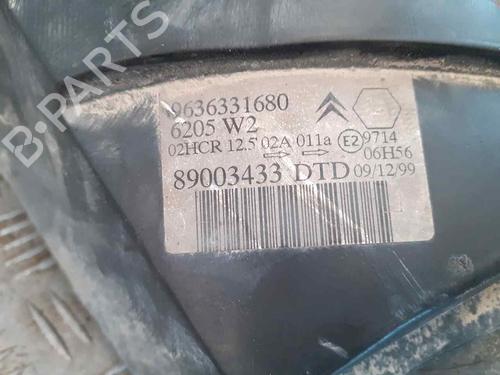 B-PARTS
9636331680
6205 W2
02HCR 12.5 02A 011a E2 9714
06H56
89003433 DTD 09/12/99